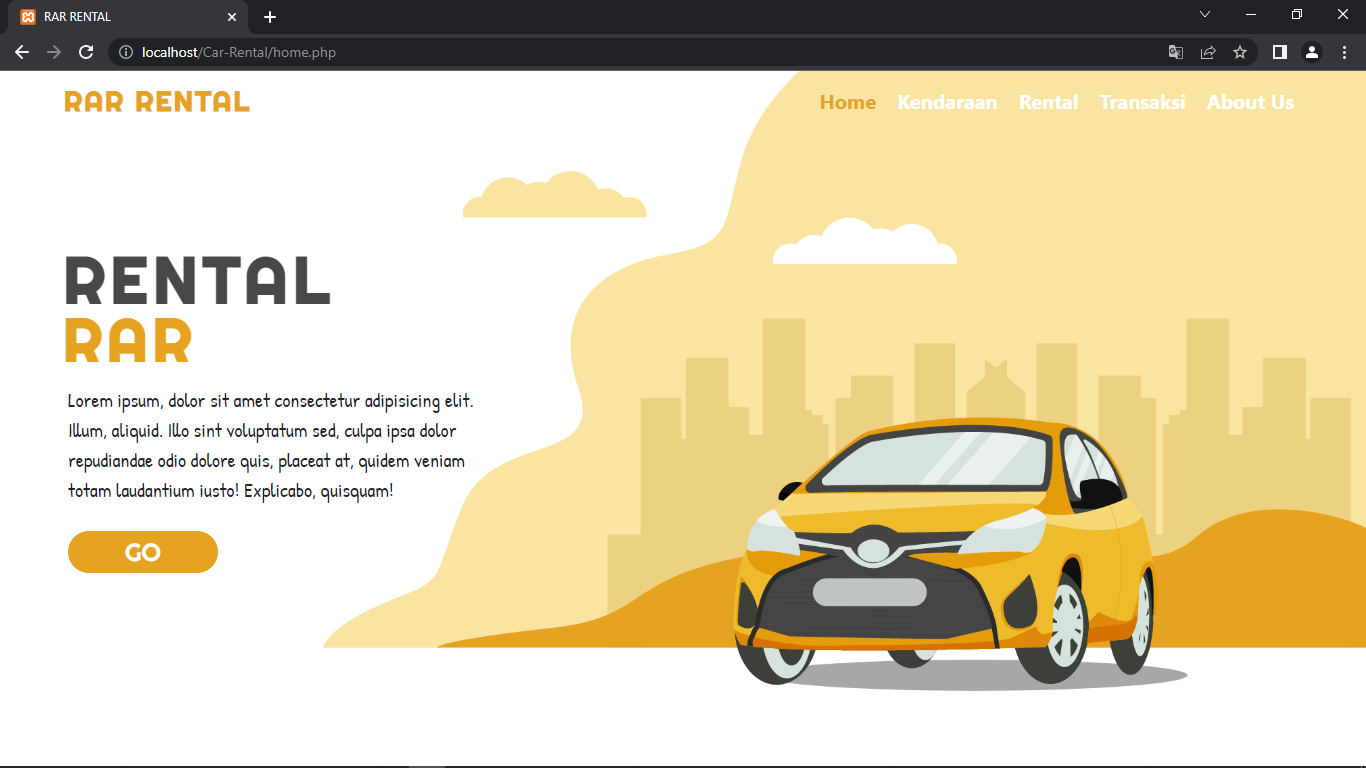 RAR RENTAL
localhost/Car-Rental/home.php
RAR RENTAL
Home Kendaraan Rental Transaksi About Us
RENTAL
RAR
Lorem ipsum, dolor sit amet consectetur adipisicing elit.
Illum, aliquid. Illo sint voluptatum sed, culpa ipsa dolor
repudiandae odio dolore quis, placeat at, quidem veniam
totam laudantium iusto! Explicabo, quisquam!
GO